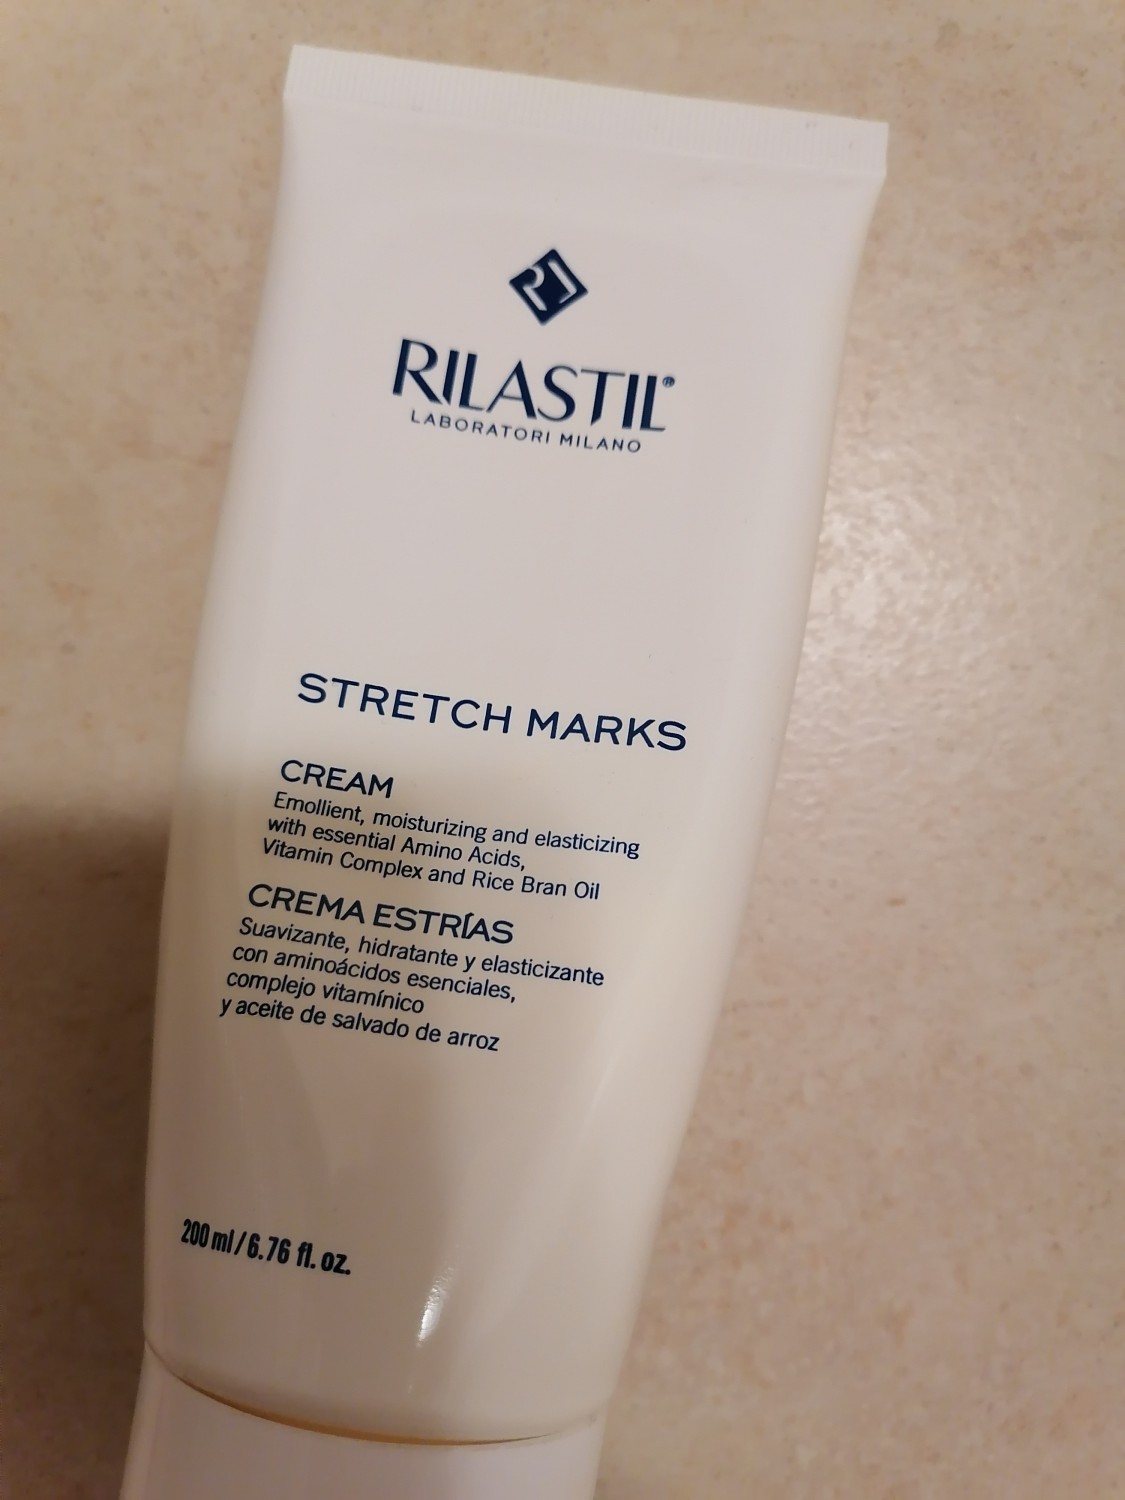 RILASTIL®
LABORATORI MILANO
STRETCH MARKS
CREAM
Emollient, moisturizing and elasticizing
with essential Amino Acids,
Vitamin Complex and Rice Bran Oil
CREMA ESTRÍAS
Suavizante, hidratante y elasticizante
con aminoácidos esenciales,
complejo vitamínico
y aceite de salvado de arroz
200 ml/6.76 fl. oz.